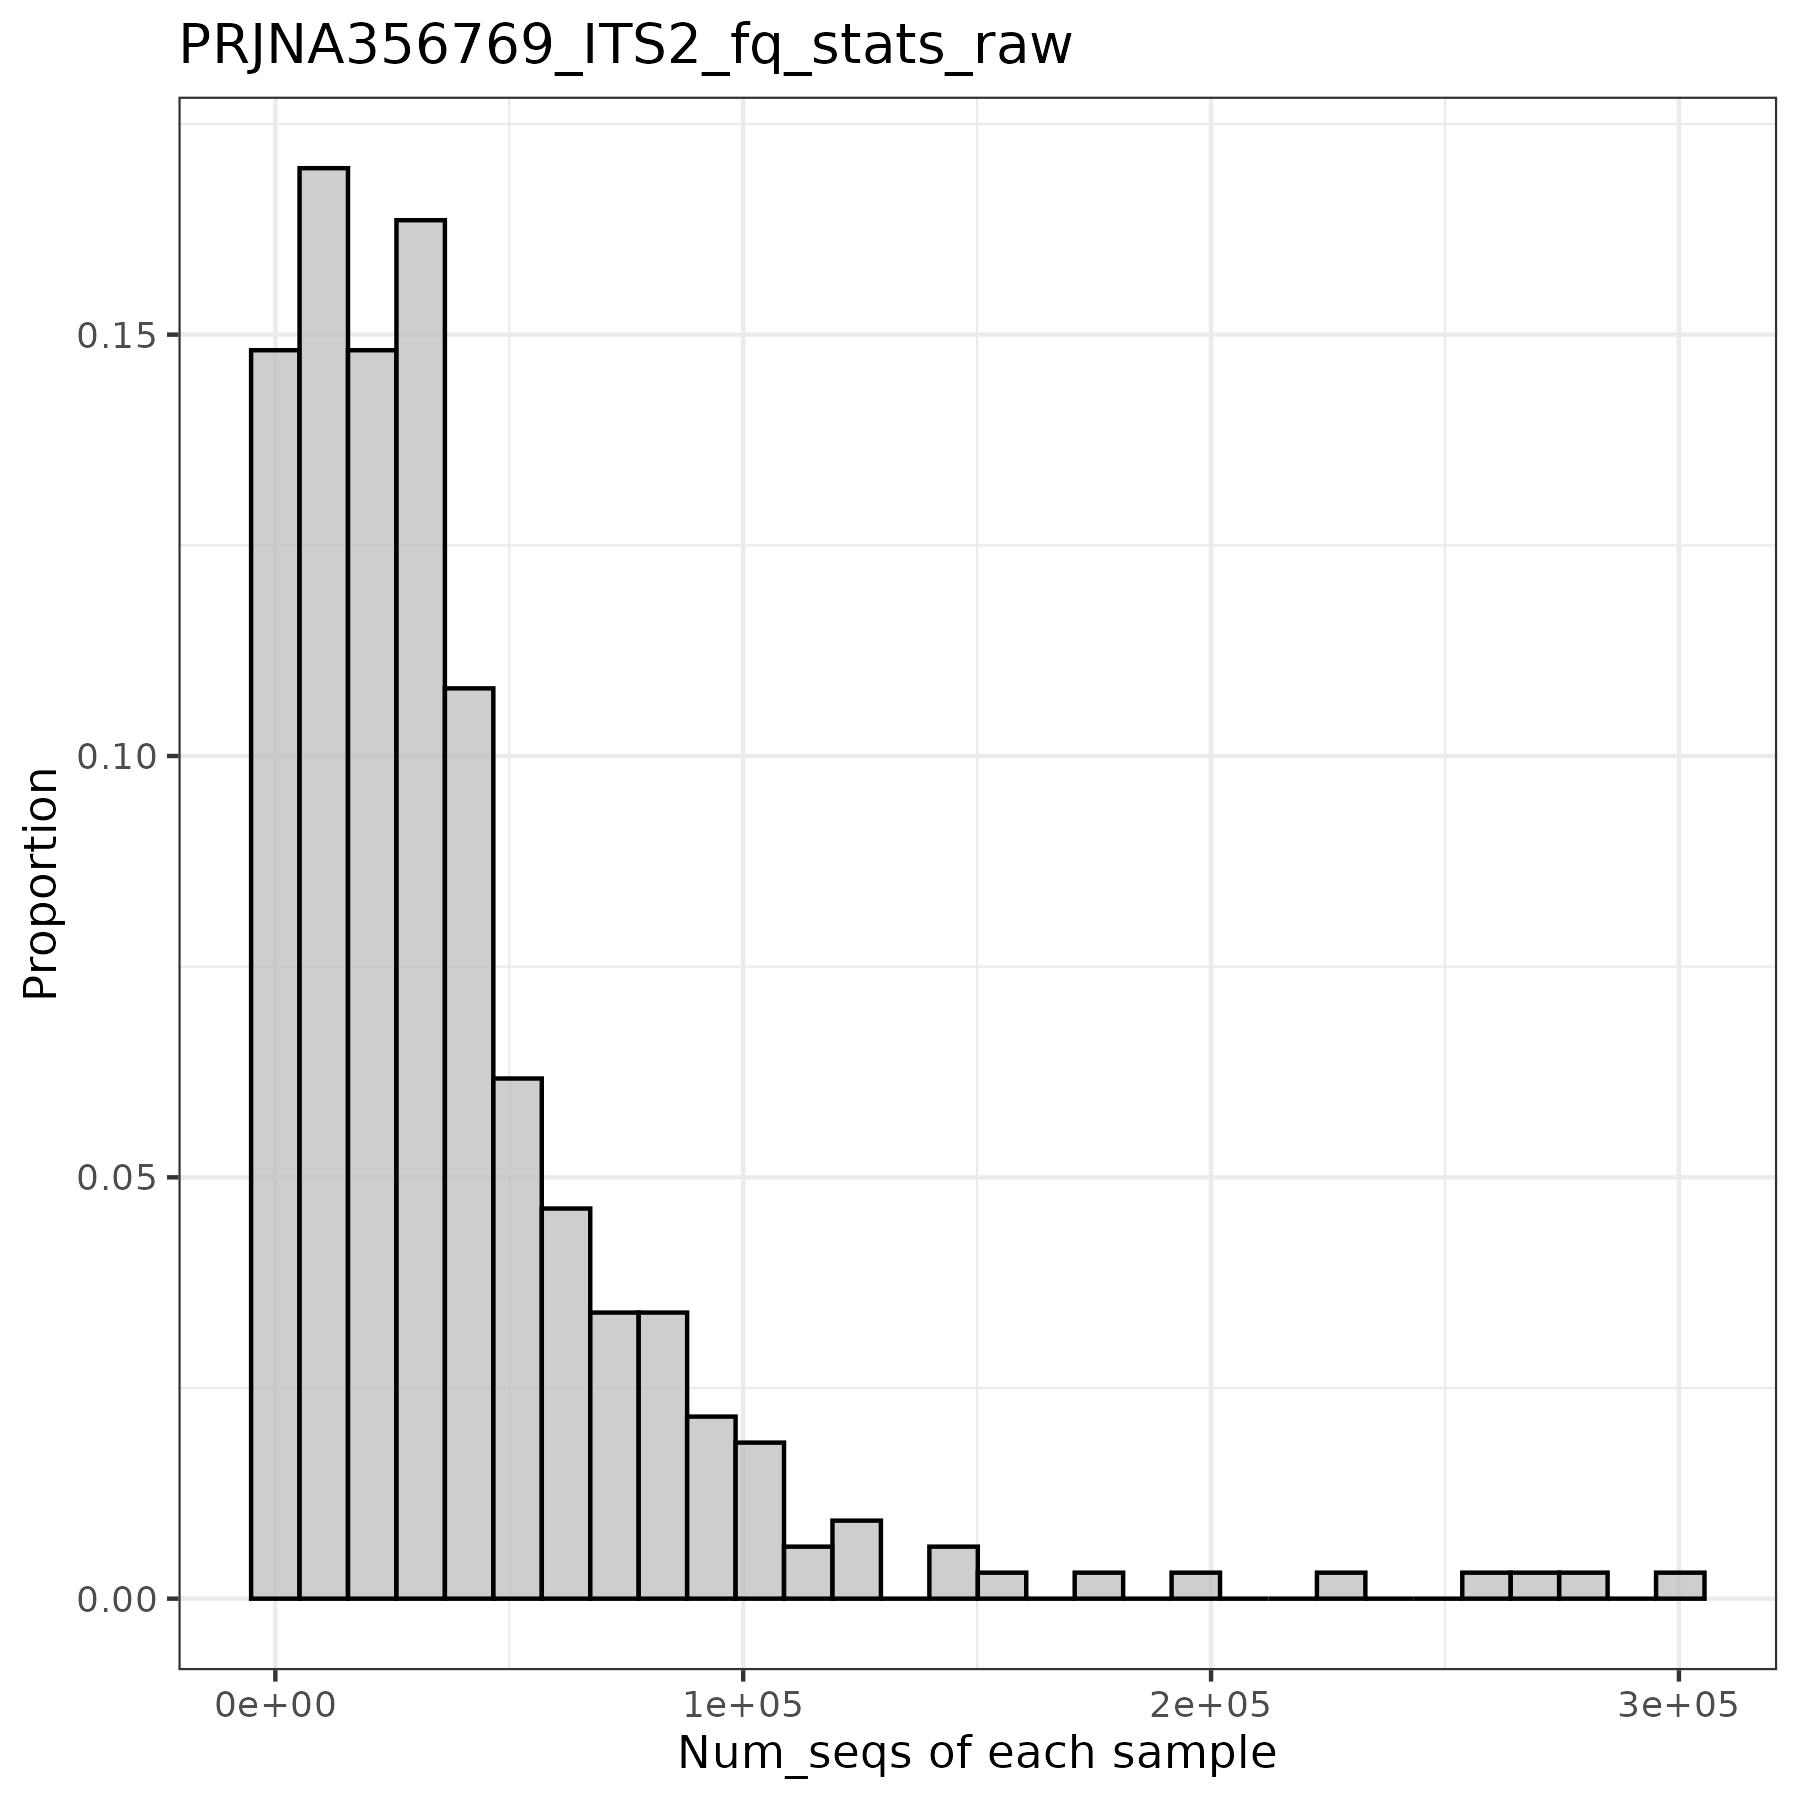 PRJNA356769_ITS2_fq_stats_raw
Proportion
0.15
0.10
0.05
0.00
0e+00
1e+05
2e+05
3e+05
Num_seqs of each sample